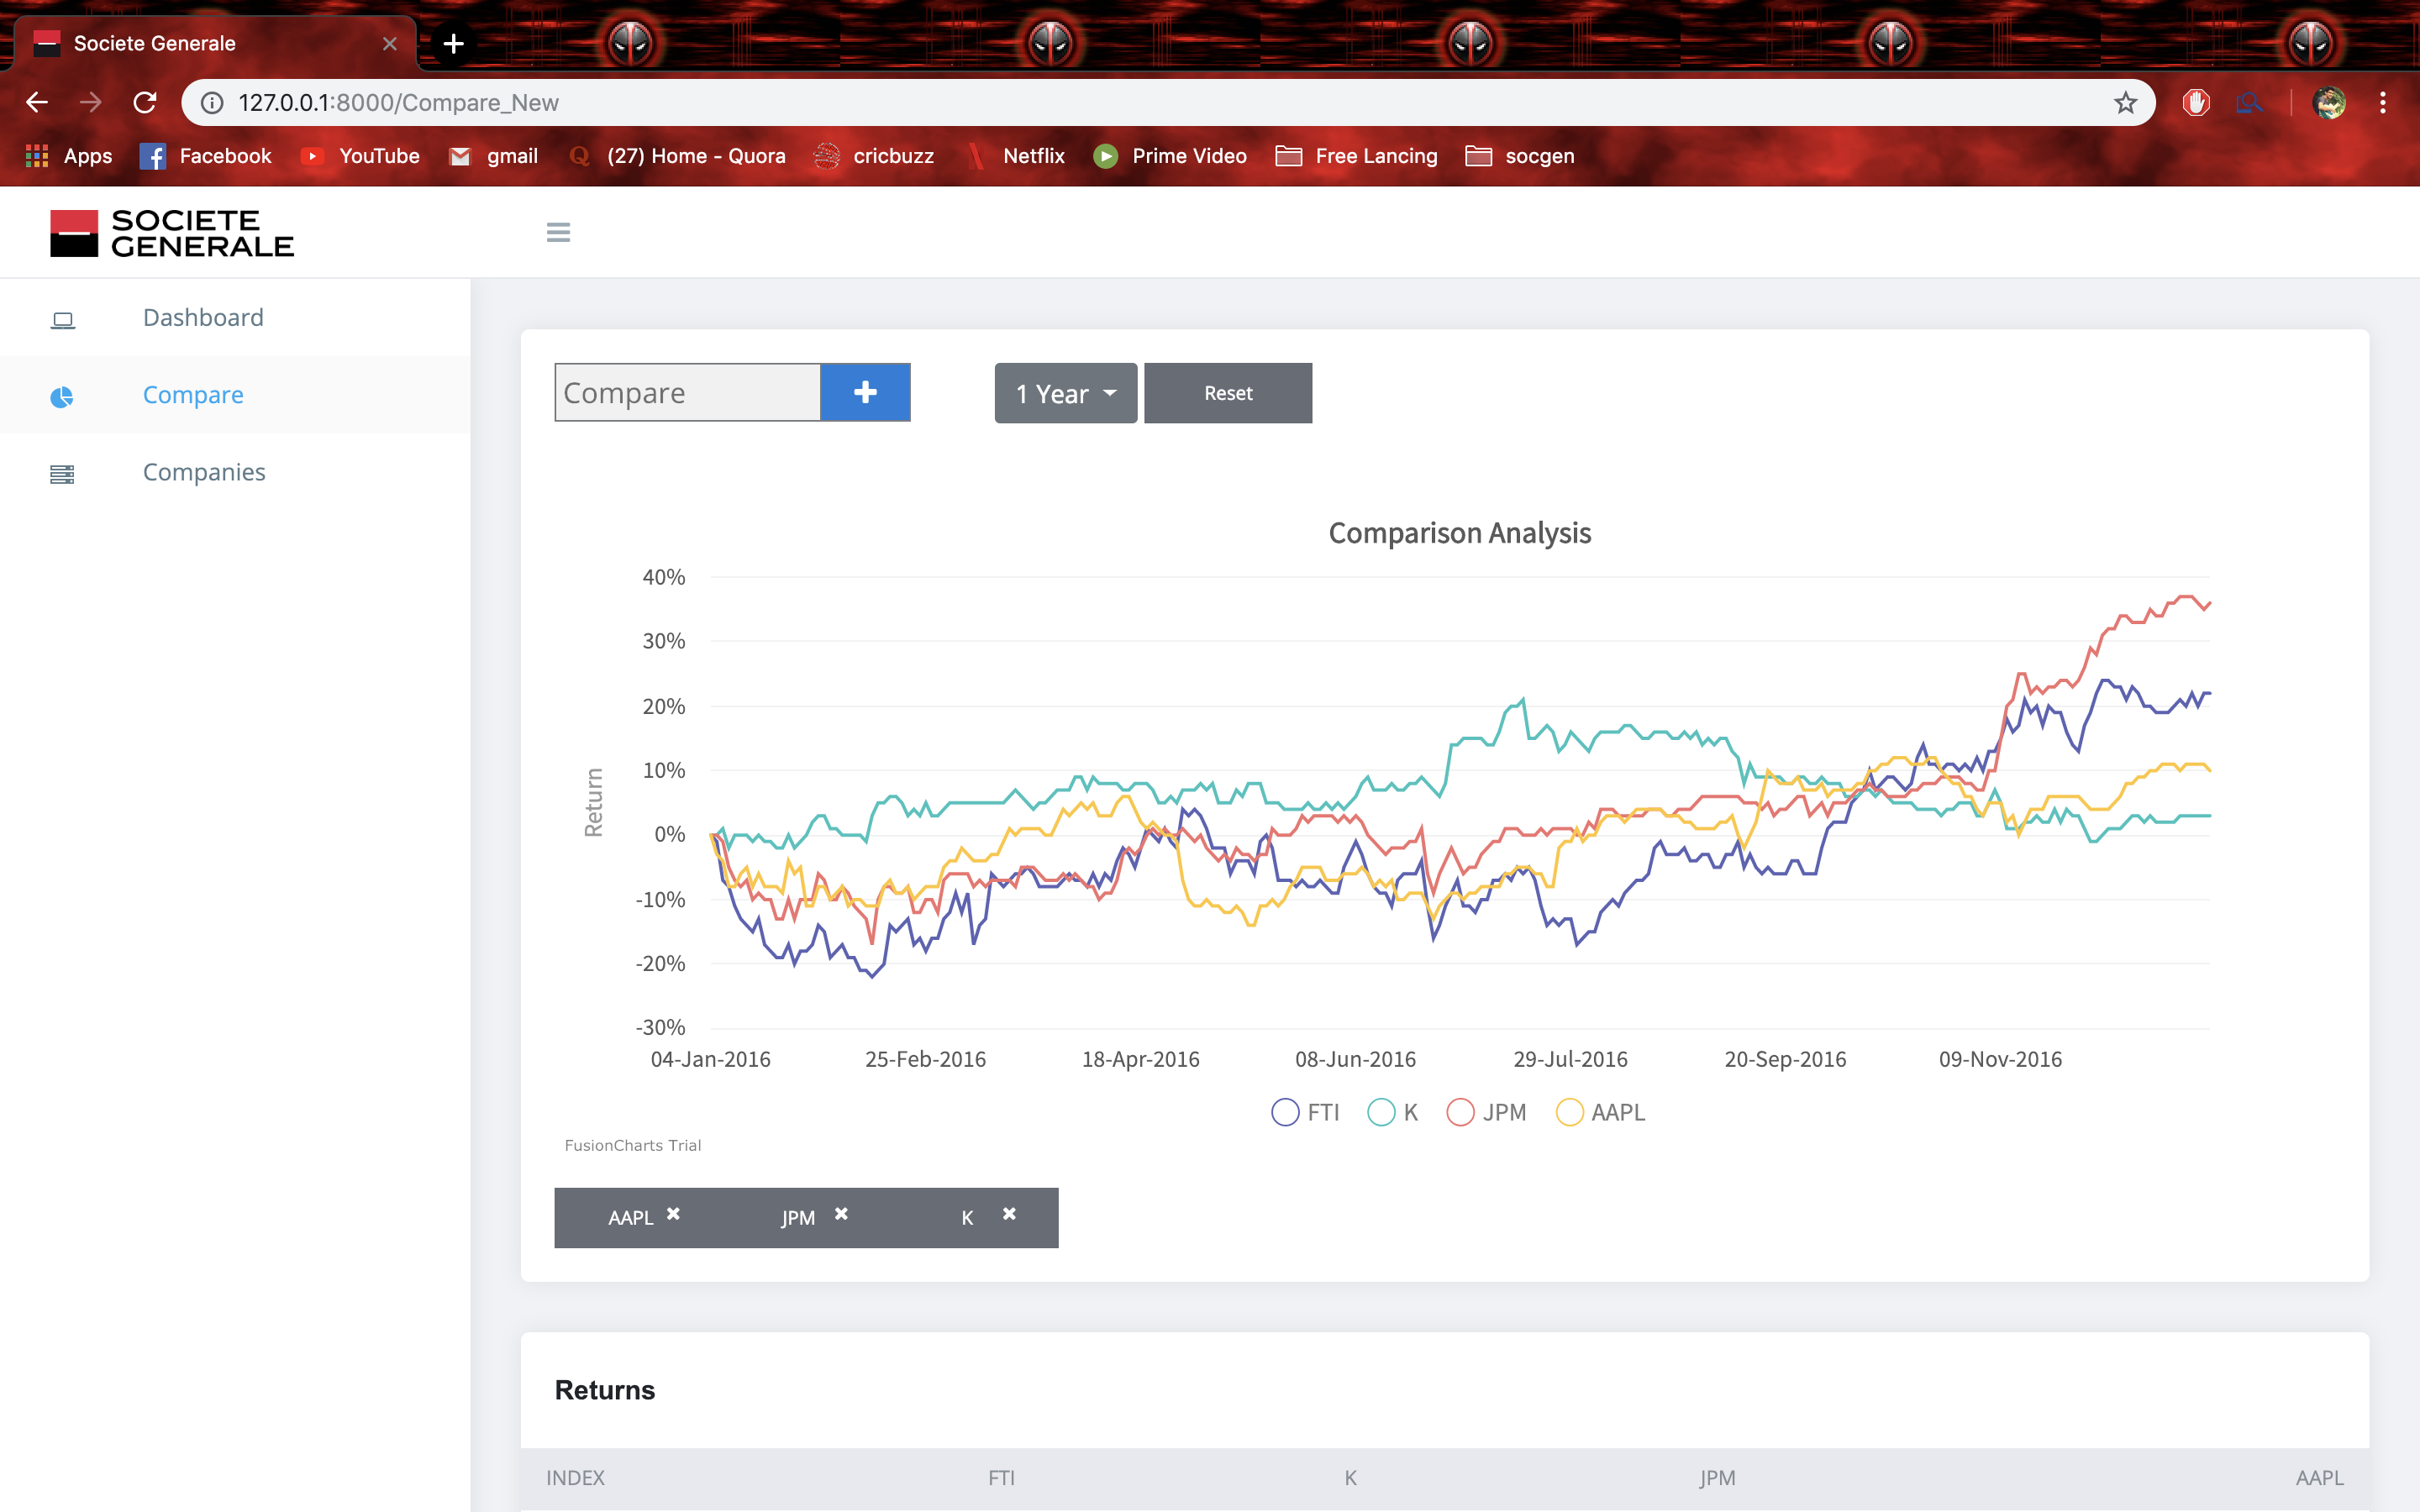 Societe Generale
127.0.0.1:8000/Compare_New
Apps Facebook YouTube gmail (27) Home - Quora cricbuzz Netflix Prime Video Free Lancing socgen
SOCIETE
GENERALE
Dashboard
Compare
Companies
Compare 1 Year Reset
Comparison Analysis
40%
30%
20%
10%
0%
-10%
-20%
-30%
Return
04-Jan-2016 25-Feb-2016 18-Apr-2016 08-Jun-2016 29-Jul-2016 20-Sep-2016 09-Nov-2016
FTI K JPM AAPL
FusionCharts Trial
AAPL JPM K
Returns
INDEX FTI K JPM AAPL